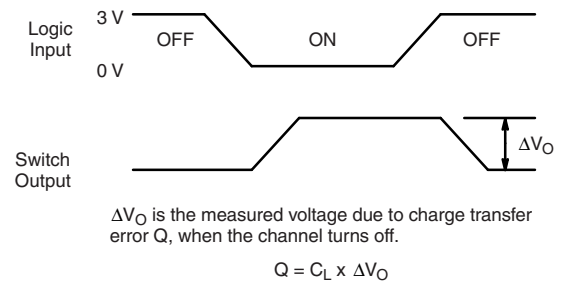 Logic
Input
3 V
0 V
OFF
ON
OFF
Switch
Output
ΔVO
ΔVO is the measured voltage due to charge transfer
error Q, when the channel turns off.
Q = CL x ΔVO